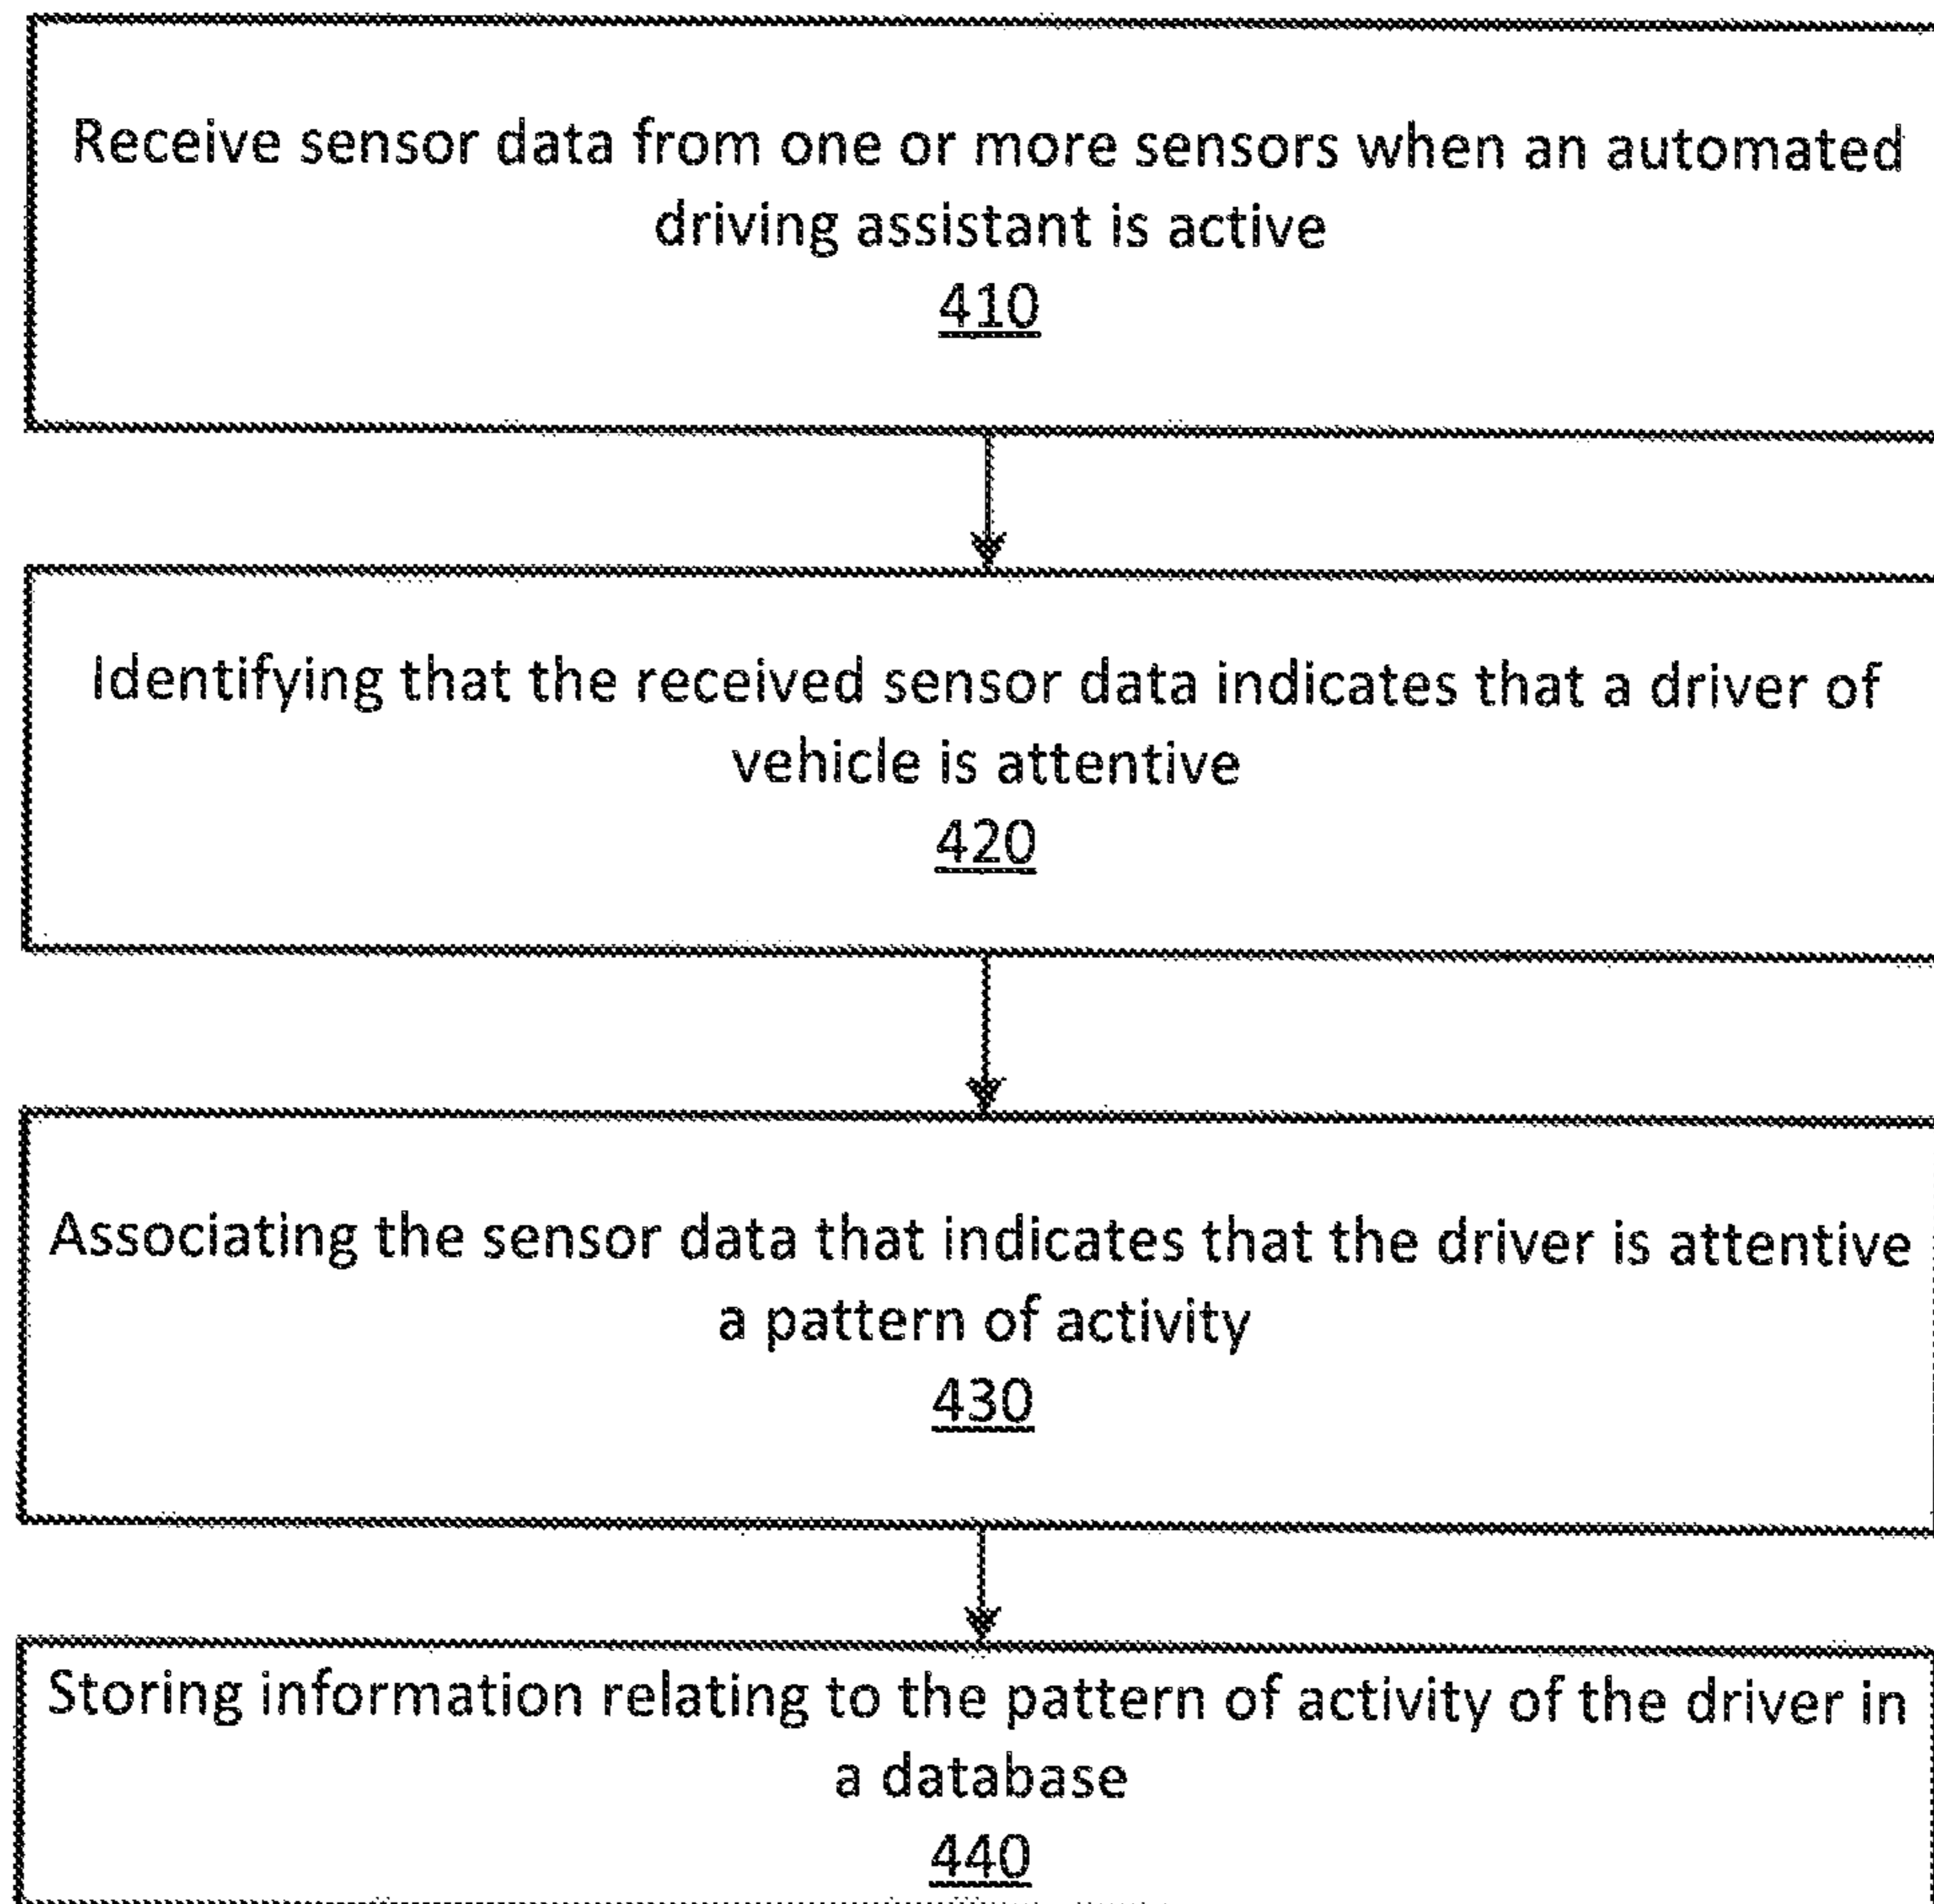 Receive sensor data from one or more sensors when an automated
driving assistant is active
410
Identifying that the received sensor data indicates that a driver of
vehicle is attentive
420
Associating the sensor data that indicates that the driver is attentive
a pattern of activity
430
Storing information relating to the pattern of activity of the driver in
a database
440